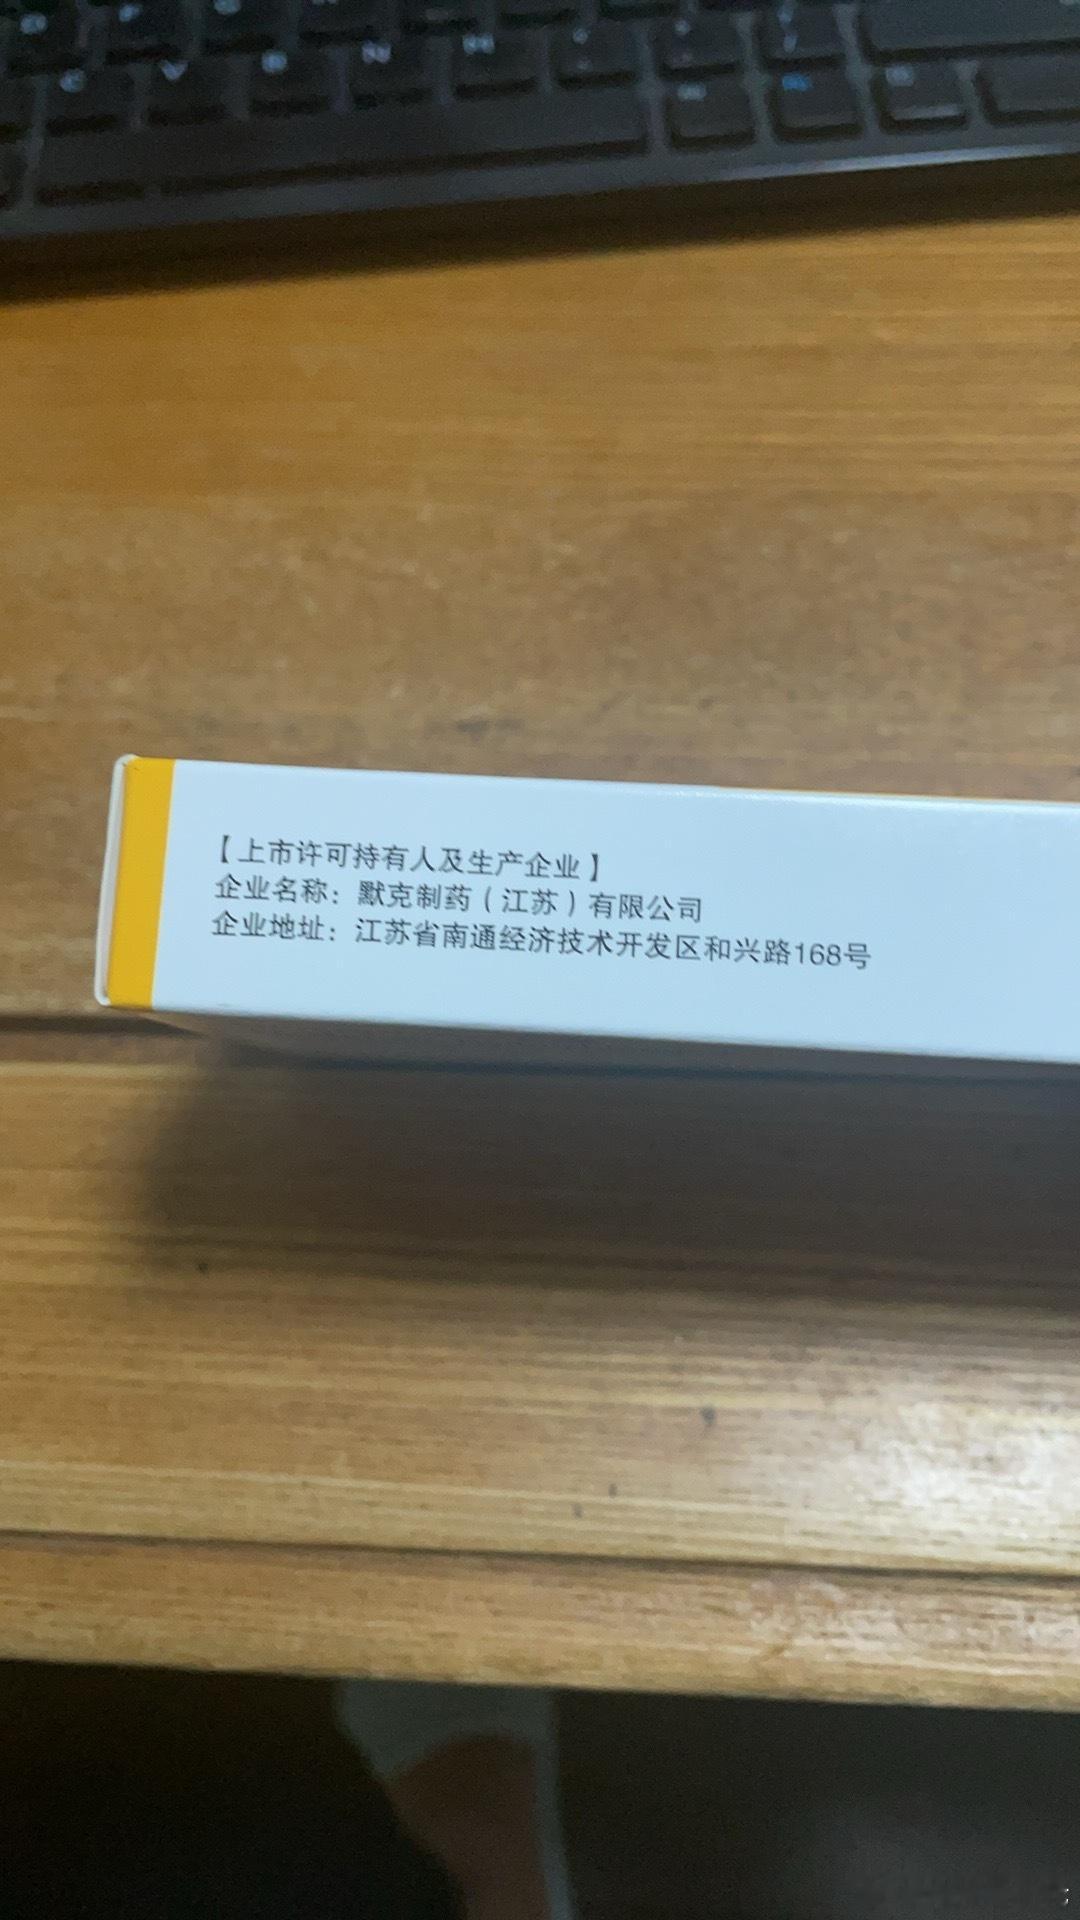 C V B N M
【上市许可持有人及生产企业】
企业名称：默克制药（江苏）有限公司
企业地址：江苏省南通经济技术开发区和兴路168号